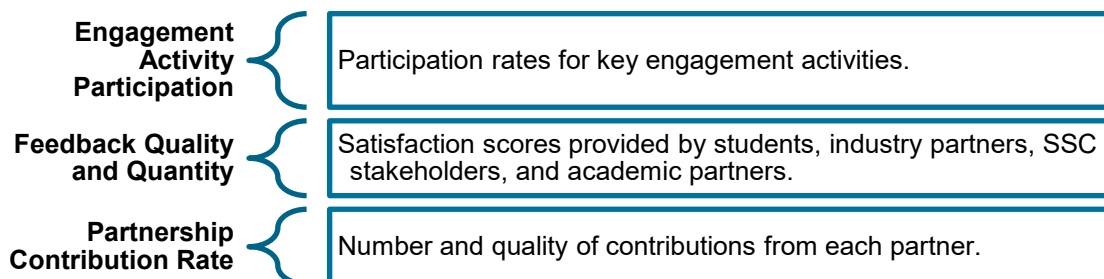 Engagement
Activity
Participation
Participation rates for key engagement activities.
Feedback Quality
and Quantity
Satisfaction scores provided by students, industry partners, SSC
stakeholders, and academic partners.
Partnership
Contribution Rate
Number and quality of contributions from each partner.